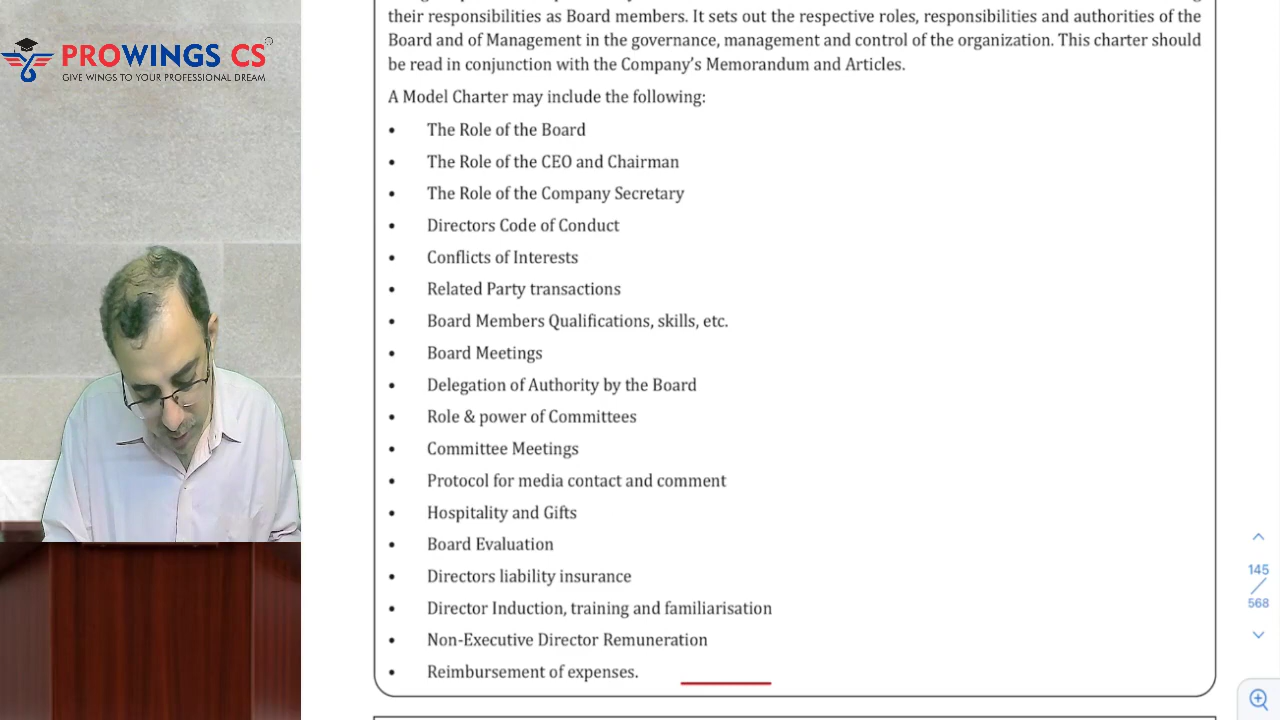 PROWINGS CS
GIVE WINGS TO YOUR PROFESSIONAL DREAM
their responsibilities as Board members. It sets out the respective roles, responsibilities and authorities of the
Board and of Management in the governance, management and control of the organization. This charter should
be read in conjunction with the Company's Memorandum and Articles.
A Model Charter may include the following:
• The Role of the Board
• The Role of the CEO and Chairman
• The Role of the Company Secretary
• Directors Code of Conduct
• Conflicts of Interests
• Related Party transactions
• Board Members Qualifications, skills, etc.
• Board Meetings
• Delegation of Authority by the Board
• Role & power of Committees
• Committee Meetings
• Protocol for media contact and comment
• Hospitality and Gifts
• Board Evaluation
• Directors liability insurance
• Director Induction, training and familiarisation
• Non-Executive Director Remuneration
• Reimbursement of expenses.
145
568